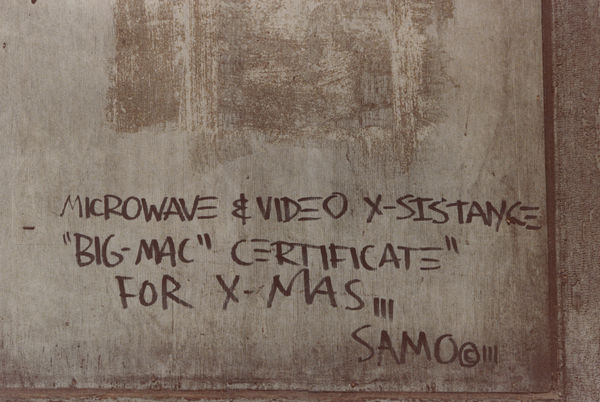 MICROWAVE & VIDEO X-SISTANCE
"BIG-MAC" CERTIFICATE"
FOR X-MAS,,,
SAMO©¦¦¦